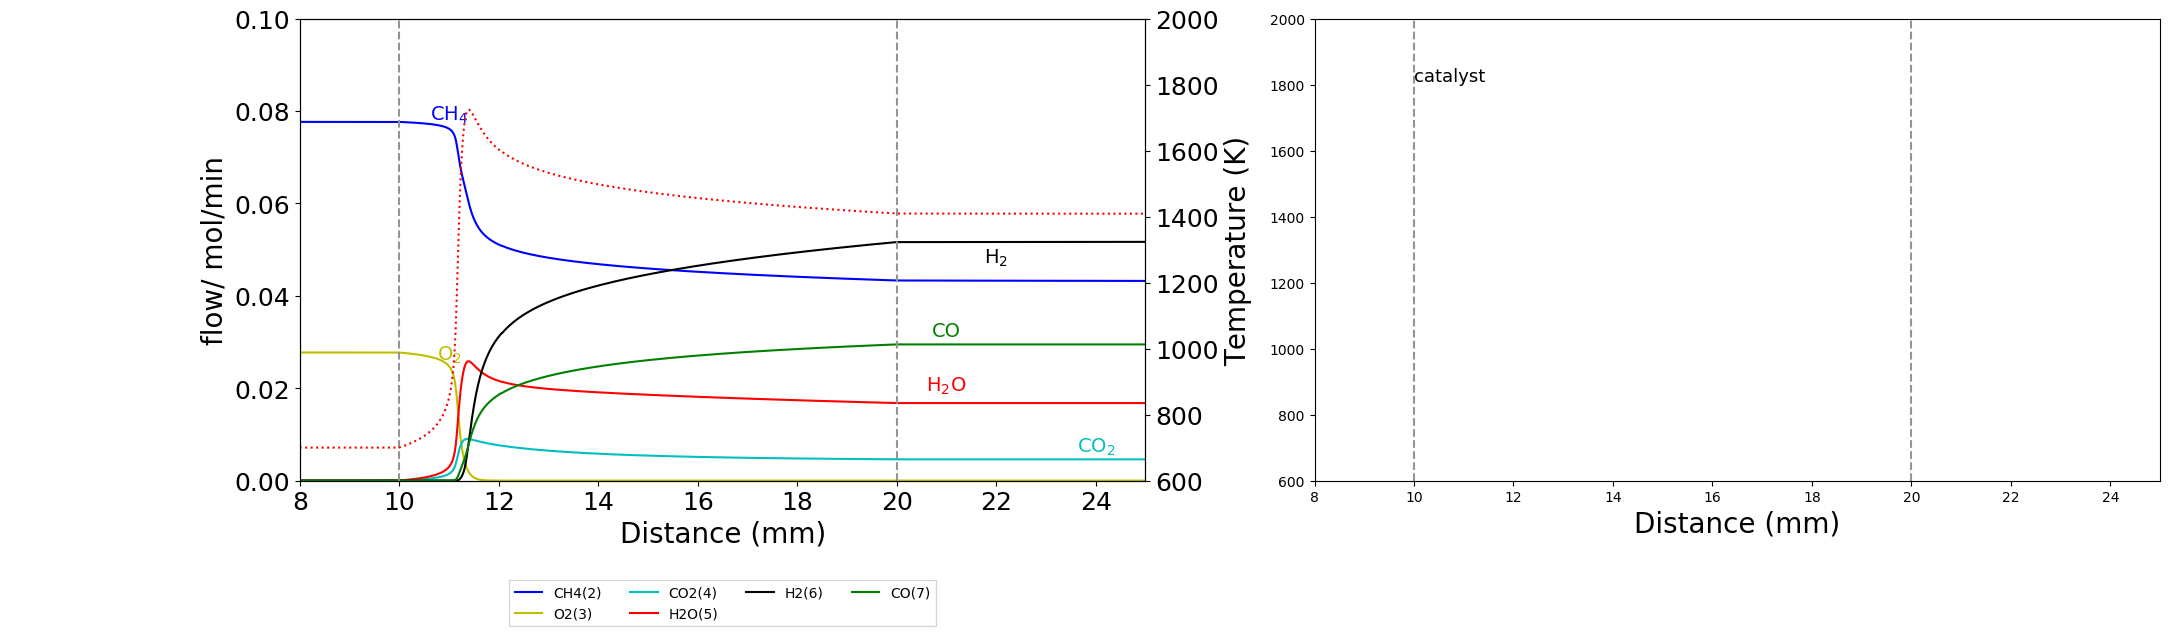 0.10
0.08
0.06
0.04
0.02
0.00
flow/ mol/min
8 10 12 14 16 18 20 22 24
Distance (mm)
CH₄
O₂
H₂
CO
H₂O
CO₂
2000
1800
1600
1400
1200
1000
800
600
Temperature (K)
CH4(2) CO2(4) H2(6) CO(7)
O2(3) H2O(5)
2000
1800
1600
1400
1200
1000
800
600
catalyst
8 10 12 14 16 18 20 22 24
Distance (mm)